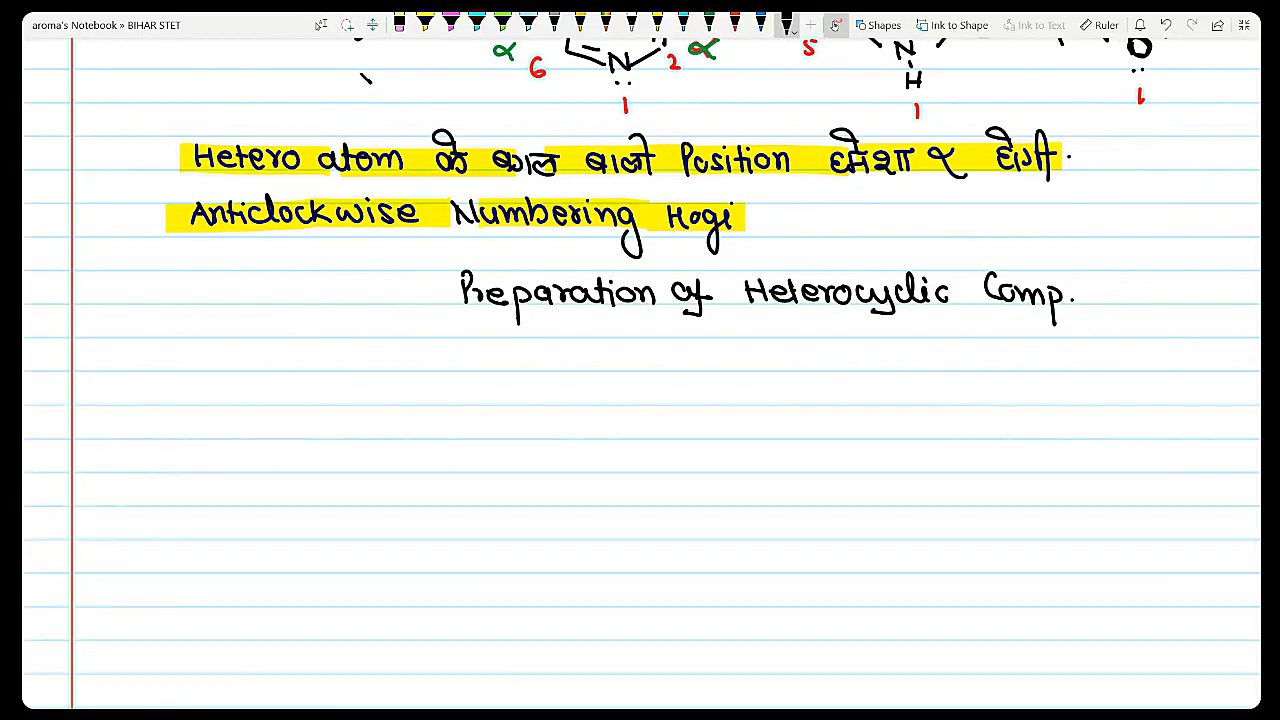 aroma's Notebook » BIHAR STET
Shapes Ink to Shape Ink to Text Ruler
α 6 N 2 α 5 N O
1 H 1 1
Hetero atom के वाले Position हमेशा α होगी.
Anticlockwise Numbering Hogi
Preparation of Heterocyclic Comp.